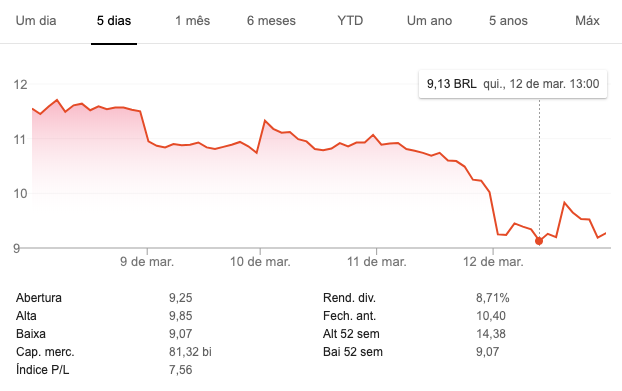 Um dia 5 dias 1 mês 6 meses YTD Um ano 5 anos Máx
9,13 BRL qui., 12 de mar. 13:00
12
11
10
9
9 de mar. 10 de mar. 11 de mar. 12 de mar.
Abertura 9,25 Rend. div. 8,71%
Alta 9,85 Fech. ant. 10,40
Baixa 9,07 Alt 52 sem 14,38
Cap. merc. 81,32 bi Bai 52 sem 9,07
Índice P/L 7,56